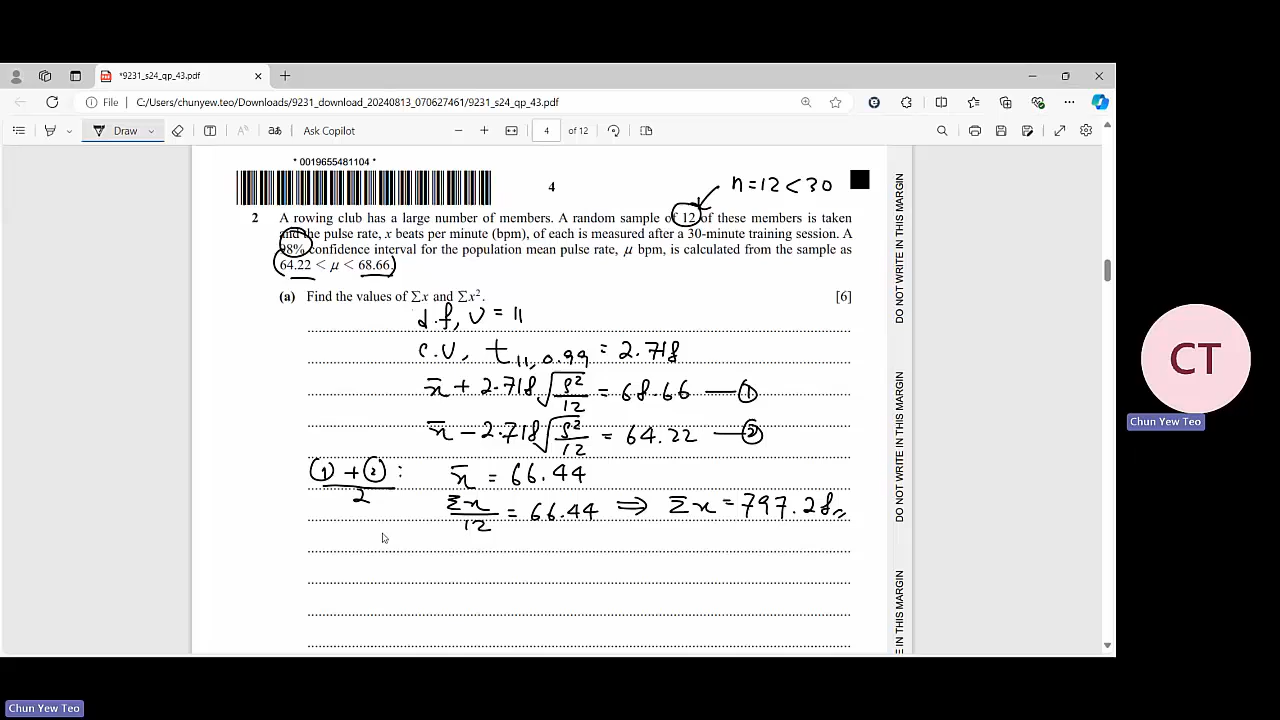 *9231_s24_qp_43.pdf
File
C:/Users/chunyew.teo/Downloads/9231_download_20240813_070627461/9231_s24_qp_43.pdf
Draw
Ask Copilot
4 of 12
* 0019655481104 *
4
n=12<30
2 A rowing club has a large number of members. A random sample of 12 of these members is taken
and the pulse rate, x beats per minute (bpm), of each is measured after a 30-minute training session. A
98% confidence interval for the population mean pulse rate, μ bpm, is calculated from the sample as
64.22 < μ < 68.66.
(a) Find the values of Σx and Σx².
[6]
d.f, ν = 11
c.v, t₁₁,₀.₉₉ = 2.718
x̄ + 2.718√(s²/12) = 68.66 — ①
x̄ − 2.718√(s²/12) = 64.22 — ②
(① + ②)/2 : x̄ = 66.44
Σx/12 = 66.44 ⟹ Σx = 797.28
DO NOT WRITE IN THIS MARGIN
DO NOT WRITE IN THIS MARGIN
E IN THIS MARGIN
CT
Chun Yew Teo
Chun Yew Teo